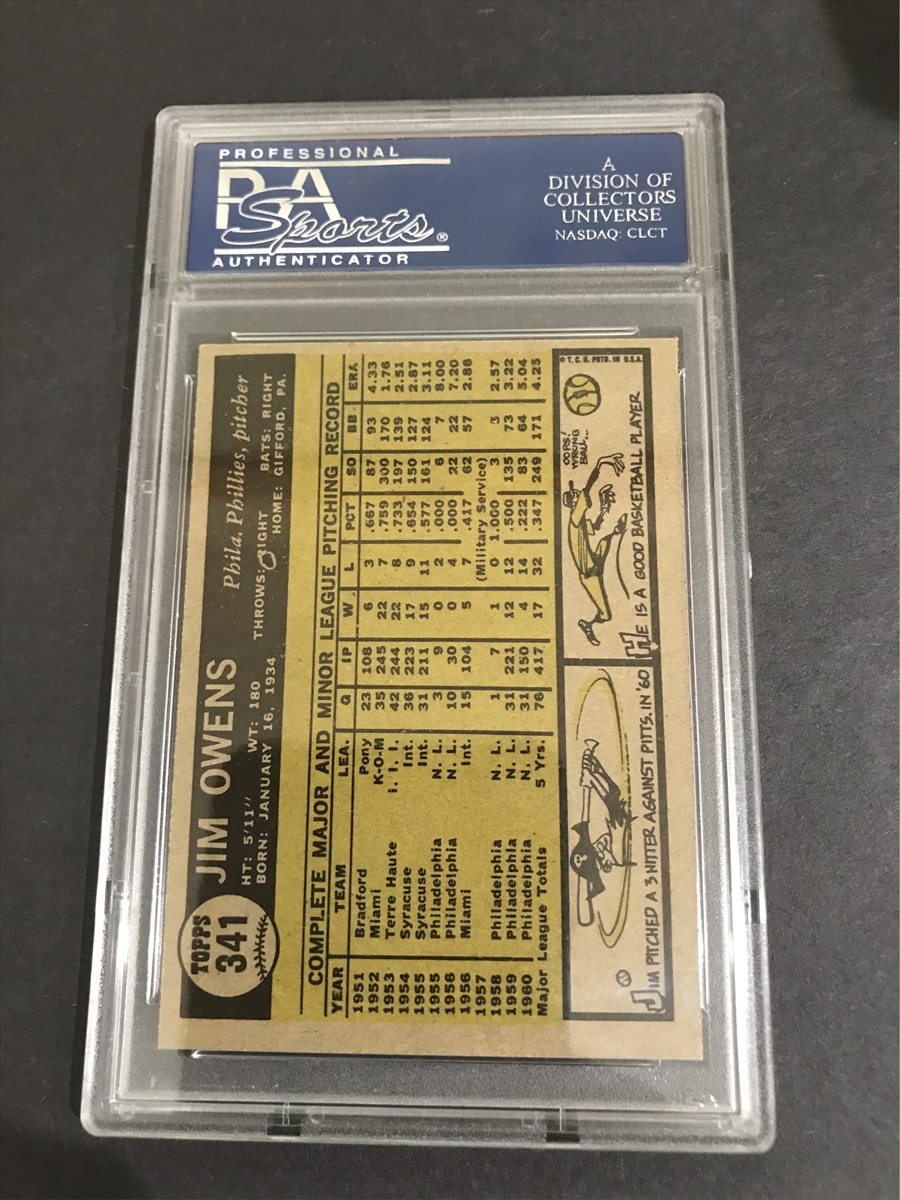 PROFESSIONAL
PSA
Sports®
AUTHENTICATOR
A
DIVISION OF
COLLECTORS
UNIVERSE
NASDAQ: CLCT
TOPPS
341
JIM OWENS
Phila. Phillies, pitcher
HT: 5'11" WT: 180 THROWS: RIGHT BATS: RIGHT
BORN: JANUARY 16, 1934 HOME: GIFFORD, PA.
COMPLETE MAJOR AND MINOR LEAGUE PITCHING RECORD
YEAR TEAM LEA. G IP W L PCT SO BB ERA
1951 Bradford Pony 23 108 6 3 .667 87 93 4.33
1952 Miami K-O-M 35 245 22 7 .759 300 170 1.76
1953 Terre Haute I. I. I. 42 244 22 8 .733 197 139 2.51
1954 Syracuse Int. 36 223 17 9 .654 150 127 2.87
1955 Syracuse Int. 31 211 15 11 .577 161 124 3.11
1955 Philadelphia N. L. 3 9 0 2 .000 6 7 8.00
1956 Philadelphia N. L. 10 30 0 4 .000 22 22 7.20
1956 Miami Int. 15 104 5 7 .417 62 57 2.86
1957 (Military Service)
1958 Philadelphia N. L. 1 7 1 0 1.000 3 3 2.57
1959 Philadelphia N. L. 31 221 12 12 .500 135 73 3.22
1960 Philadelphia N. L. 31 150 4 14 .222 83 64 5.04
Major League Totals 5 Yrs. 76 417 17 32 .347 249 171 4.25
JIM PITCHED A 3 HITTER AGAINST PITTS. IN '60
OOPS!
WRONG
BALL...
HE IS A GOOD BASKETBALL PLAYER
© T. C. G. PRTD. IN U.S.A.